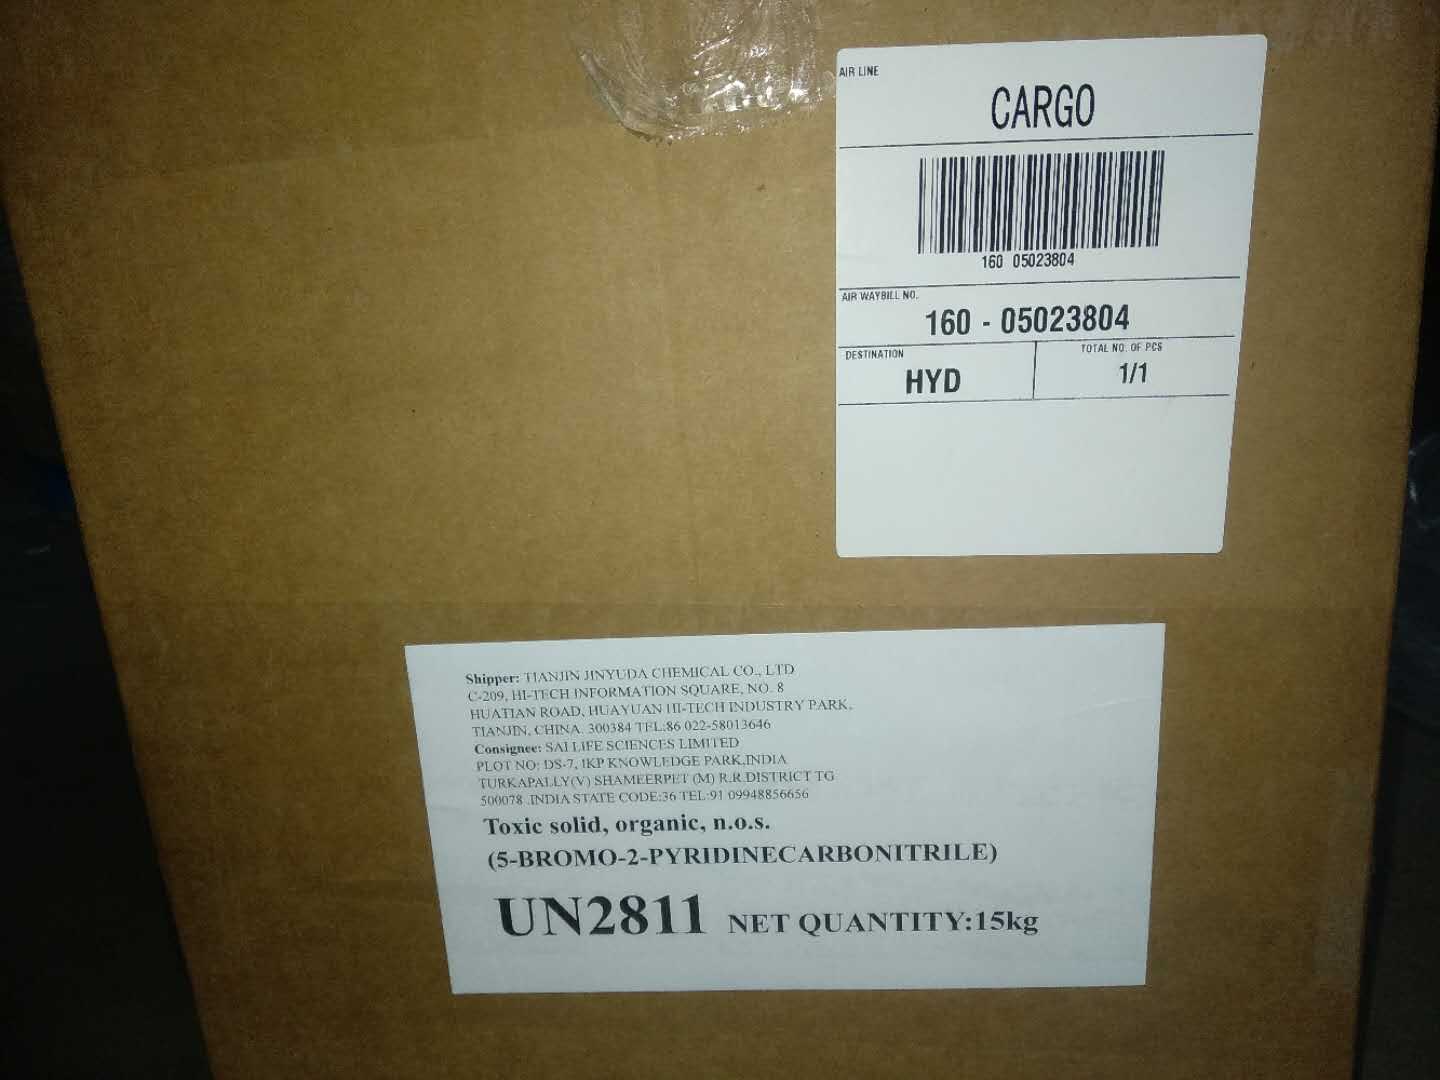 AIR LINE
CARGO
160 05023804
AIR WAYBILL NO.
160 - 05023804
DESTINATION
HYD
TOTAL NO. OF PCS
1/1
Shipper: TIANJIN JINYUDA CHEMICAL CO., LTD
C-209, HI-TECH INFORMATION SQUARE, NO. 8
HUATIAN ROAD, HUAYUAN HI-TECH INDUSTRY PARK,
TIANJIN, CHINA. 300384 TEL:86 022-58013646
Consignee: SAI LIFE SCIENCES LIMITED
PLOT NO: DS-7, IKP KNOWLEDGE PARK,INDIA
TURKAPALLY(V) SHAMEERPET (M) R.R.DISTRICT TG
500078 .INDIA STATE CODE:36 TEL:91 09948856656
Toxic solid, organic, n.o.s.
(5-BROMO-2-PYRIDINECARBONITRILE)
UN2811 NET QUANTITY:15kg